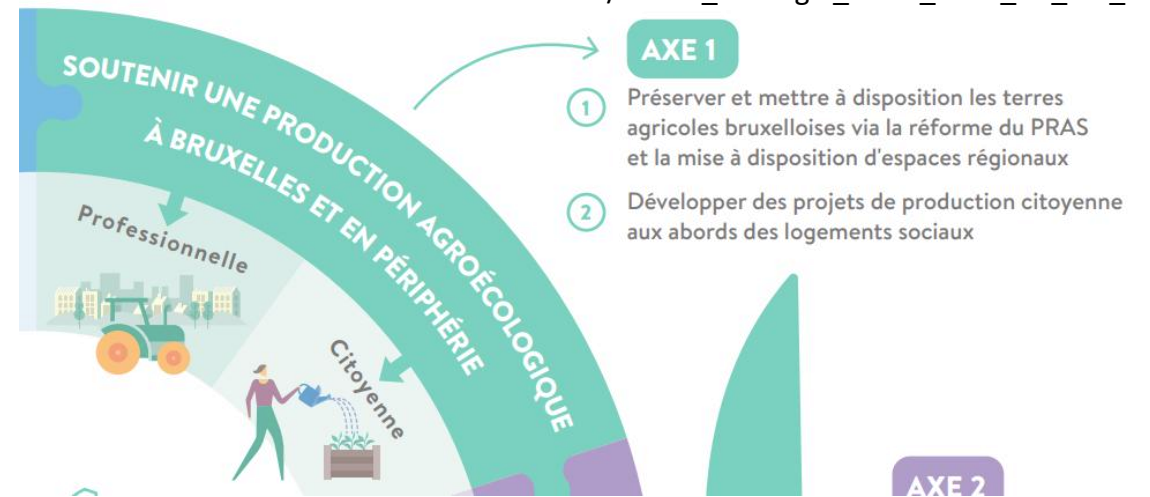 SOUTENIR UNE PRODUCTION AGROÉCOLOGIQUE
À BRUXELLES ET EN PÉRIPHÉRIE
Professionnelle
Citoyenne
AXE 1
1
Préserver et mettre à disposition les terres
agricoles bruxelloises via la réforme du PRAS
et la mise à disposition d'espaces régionaux
2
Développer des projets de production citoyenne
aux abords des logements sociaux
AXE 2